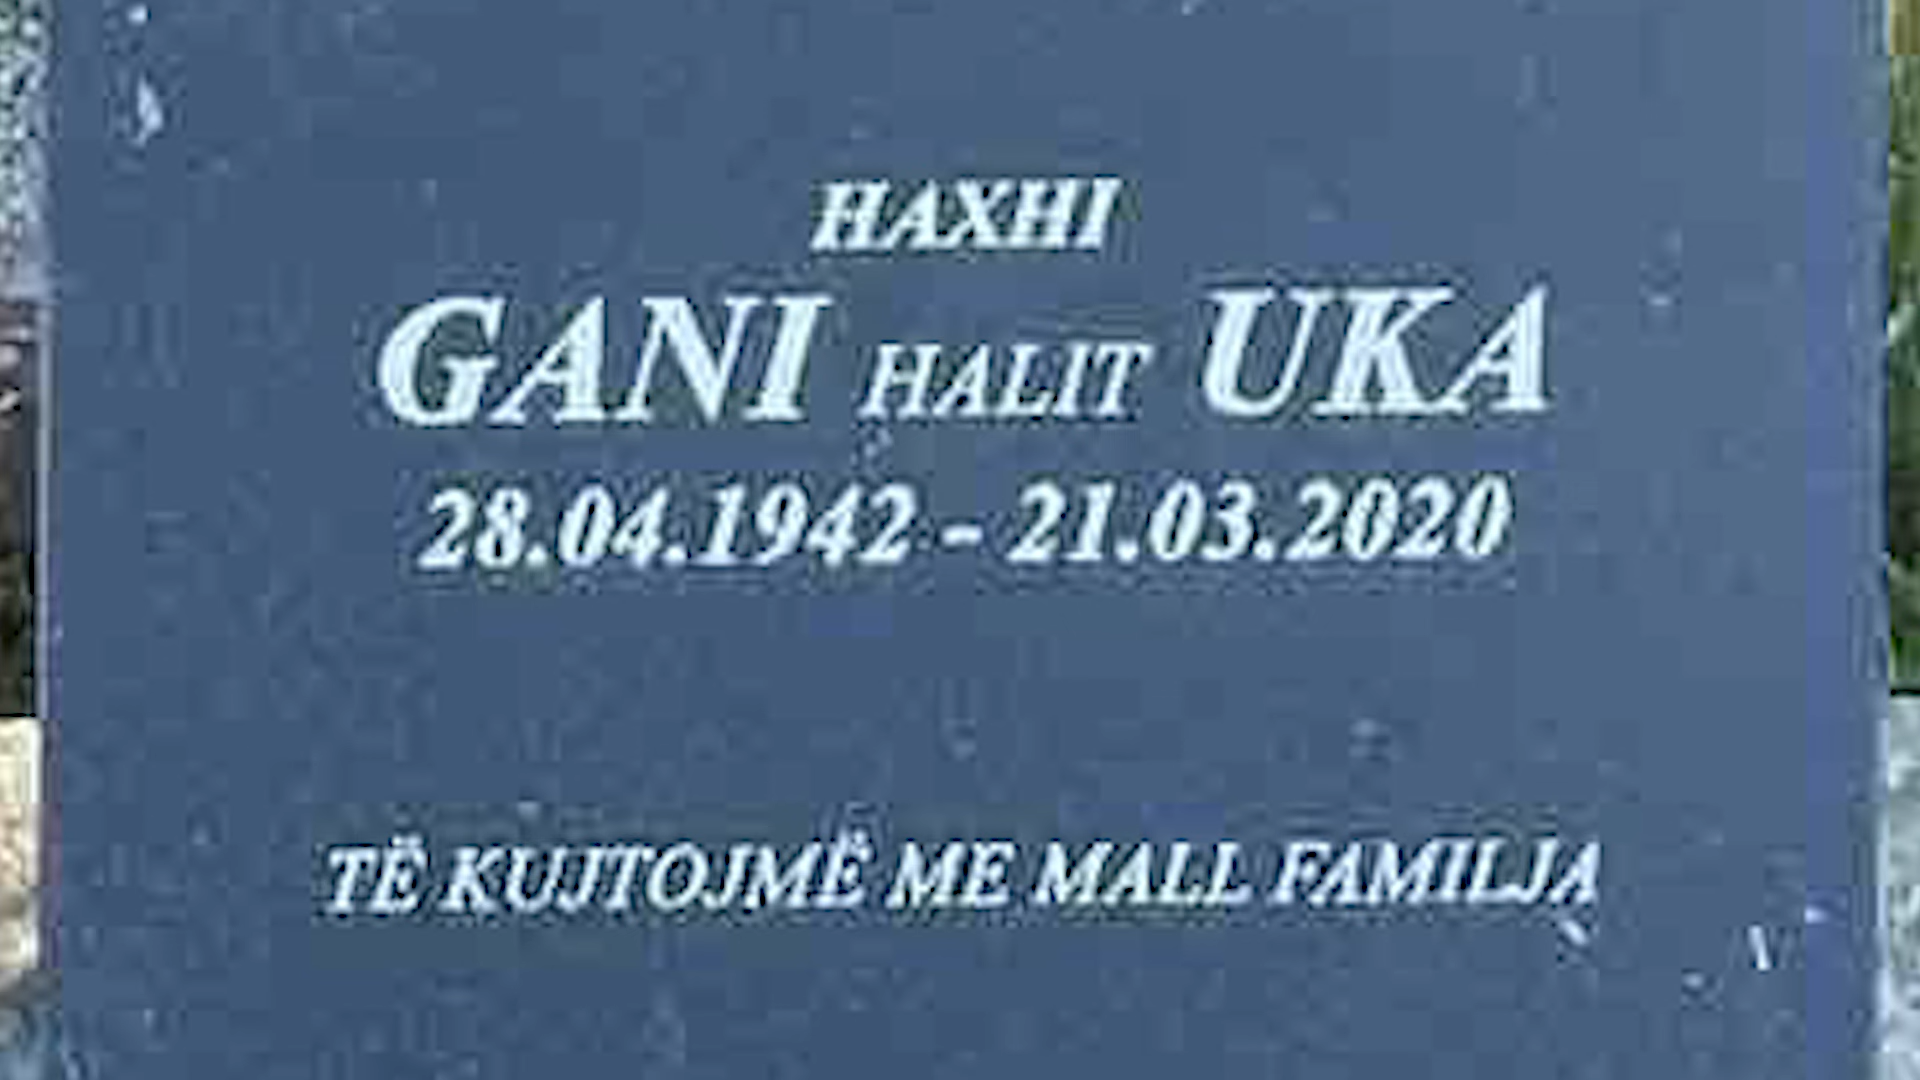 HAXHI
GANI HALIT UKA
28.04.1942 - 21.03.2020
TË KUJTOJMË ME MALL FAMILJA